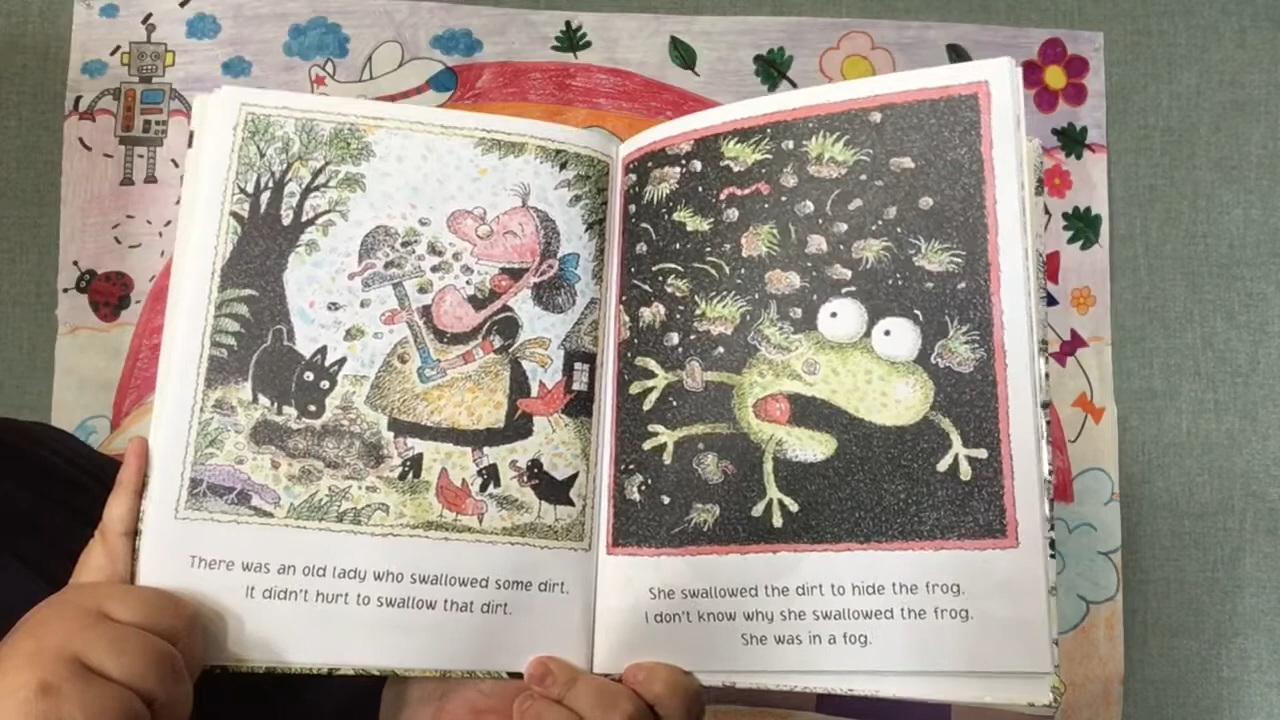 There was an old lady who swallowed some dirt.
It didn't hurt to swallow that dirt.
She swallowed the dirt to hide the frog.
I don't know why she swallowed the frog.
She was in a fog.